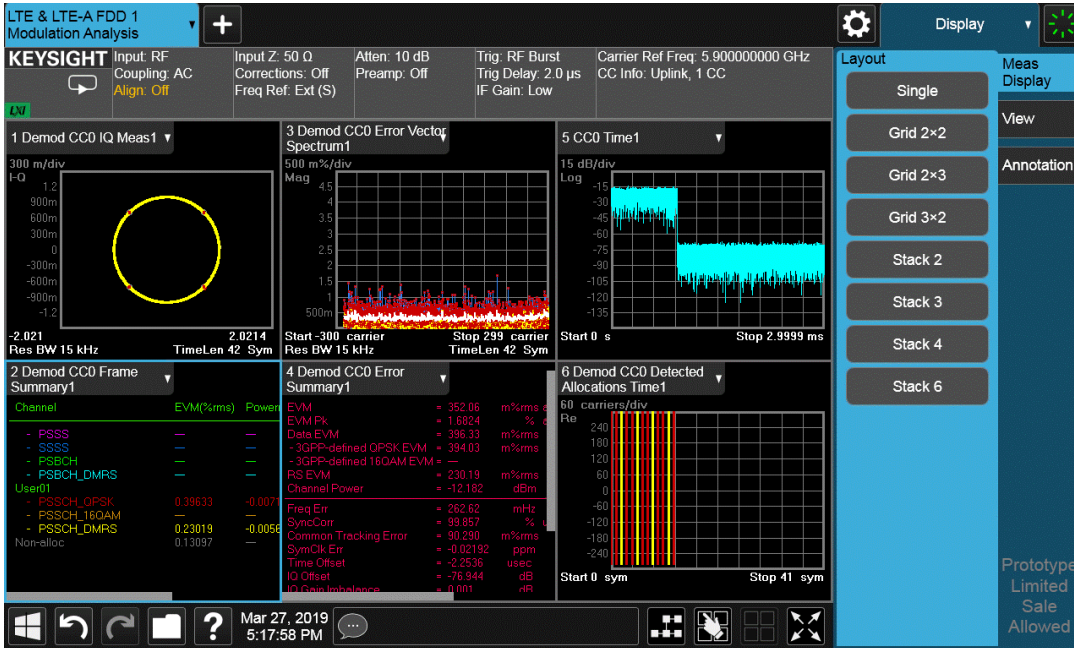 LTE & LTE-A FDD 1
Modulation Analysis
Display
KEYSIGHT
LXI
Input: RF
Coupling: AC
Align: Off
Input Z: 50 Ω
Corrections: Off
Freq Ref: Ext (S)
Atten: 10 dB
Preamp: Off
Trig: RF Burst
Trig Delay: 2.0 µs
IF Gain: Low
Carrier Ref Freq: 5.900000000 GHz
CC Info: Uplink, 1 CC
1 Demod CC0 IQ Meas1
300 m/div
I-Q
1.2
900m
600m
300m
0
-300m
-600m
-900m
-1.2
-2.021 2.0214
Res BW 15 kHz TimeLen 42 Sym
3 Demod CC0 Error Vector
Spectrum1
500 m%/div
Mag
4.5
4
3.5
3
2.5
2
1.5
1
500m
Start -300 carrier Stop 299 carrier
Res BW 15 kHz TimeLen 42 Sym
5 CC0 Time1
15 dB/div
Log
-15
-30
-45
-60
-75
-90
-105
-120
-135
Start 0 s Stop 2.9999 ms
2 Demod CC0 Frame
Summary1
Channel EVM(%rms) Power
- PSSS — —
- SSSS — —
- PSBCH — —
- PSBCH_DMRS — —
User01
- PSSCH_QPSK 0.39633 -0.0071
- PSSCH_16QAM — —
- PSSCH_DMRS 0.23019 -0.0056
Non-alloc 0.13097 —
4 Demod CC0 Error
Summary1
EVM = 352.06 m%rms
EVM Pk = 1.6824 %
Data EVM = 396.33 m%rms
- 3GPP-defined QPSK EVM = 394.03 m%rms
- 3GPP-defined 16QAM EVM = —
RS EVM = 230.19 m%rms
Channel Power = -12.182 dBm
Freq Err = 262.62 mHz
SyncCorr = 99.857 %
Common Tracking Error = 90.290 m%rms
SymClk Err = -0.02192 ppm
Time Offset = -2.2536 usec
IQ Offset = -76.944 dB
IQ Gain Imbalance = 0.001 dB
6 Demod CC0 Detected
Allocations Time1
60 carriers/div
Re
240
180
120
60
0
-60
-120
-180
-240
Start 0 sym Stop 41 sym
Layout
Single
Grid 2×2
Grid 2×3
Grid 3×2
Stack 2
Stack 3
Stack 4
Stack 6
Meas
Display
View
Annotation
Prototype
Limited
Sale
Allowed
?
Mar 27, 2019
5:17:58 PM